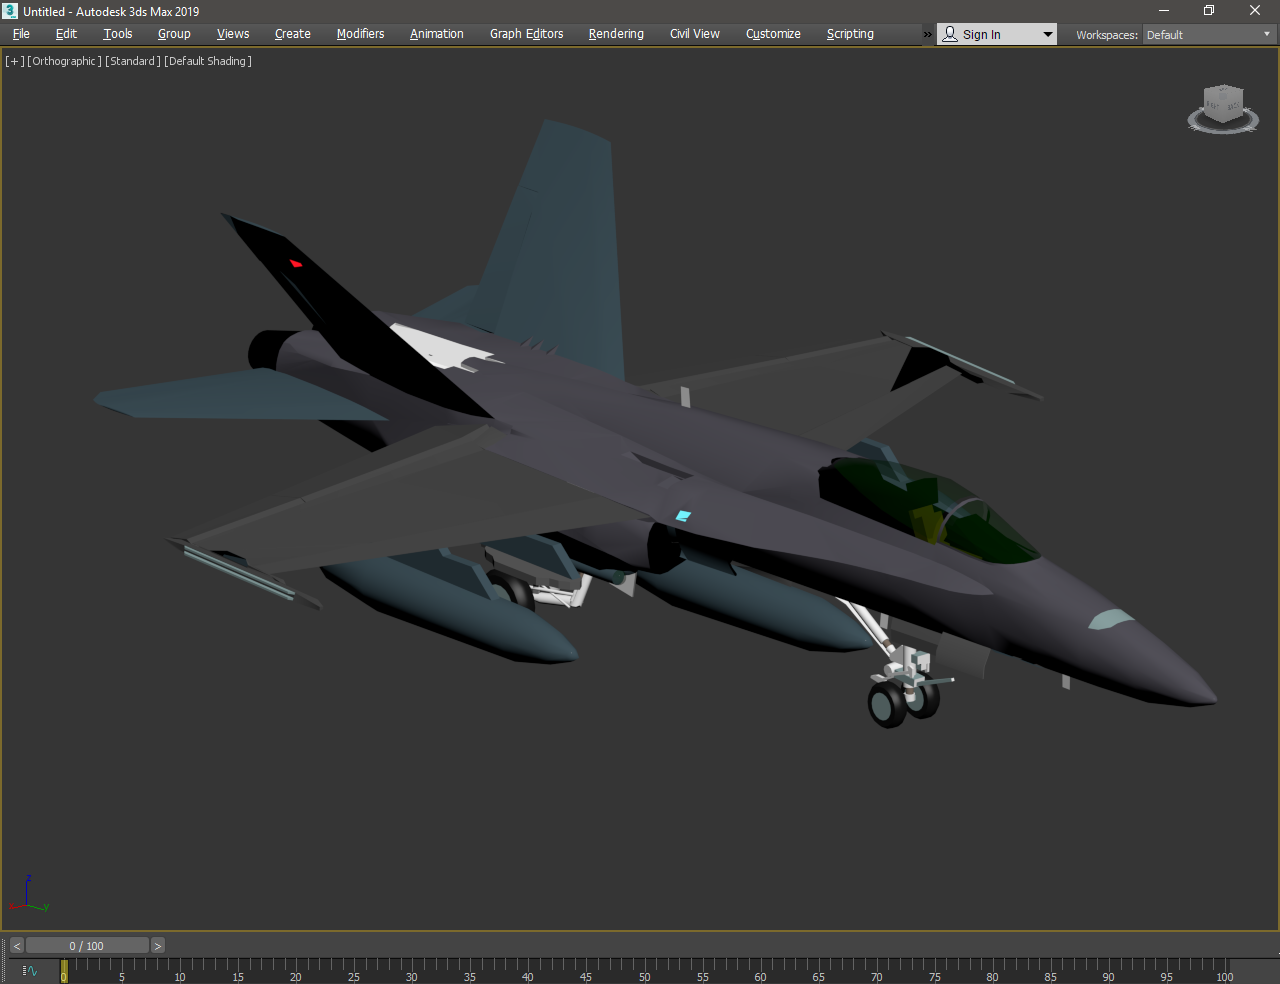 Untitled - Autodesk 3ds Max 2019
File Edit Tools Group Views Create Modifiers Animation Graph Editors Rendering Civil View Customize Scripting » Sign In Workspaces: Default
[+] [Orthographic] [Standard] [Default Shading]
z
x y
< 0 / 100 >
0 5 10 15 20 25 30 35 40 45 50 55 60 65 70 75 80 85 90 95 100